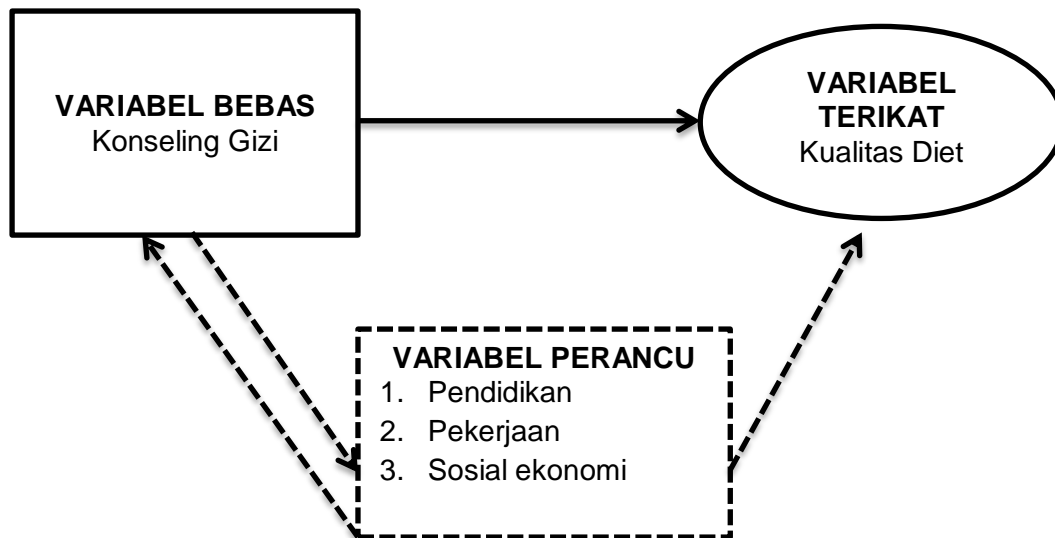 VARIABEL BEBAS
Konseling Gizi
VARIABEL
TERIKAT
Kualitas Diet
VARIABEL PERANCU
1. Pendidikan
2. Pekerjaan
3. Sosial ekonomi